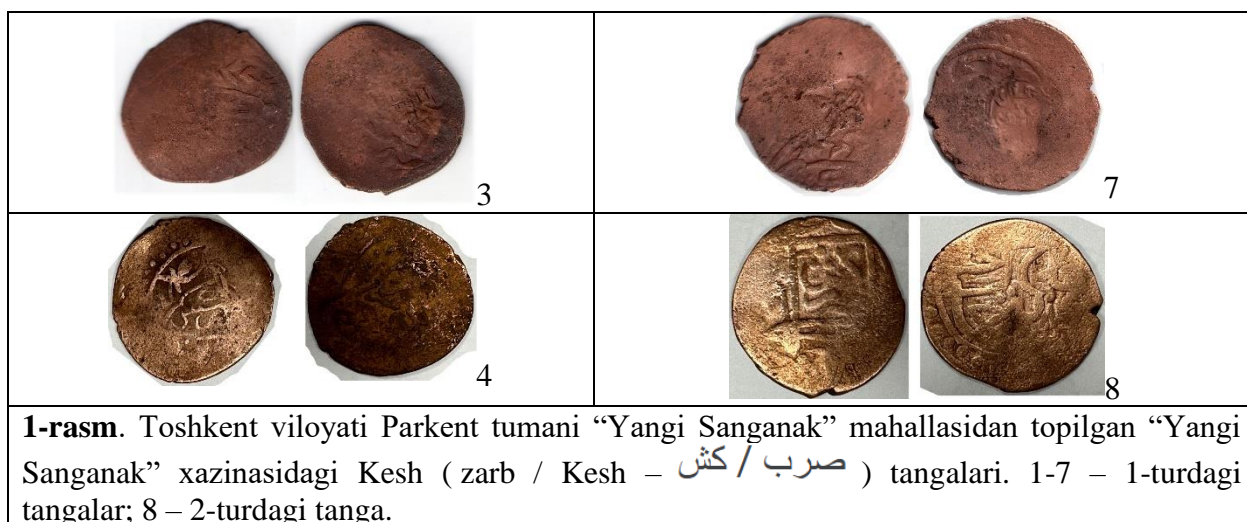 3
7
4
8
1-rasm. Toshkent viloyati Parkent tumani “Yangi Sanganak” mahallasidan topilgan “Yangi
Sanganak” xazinasidagi Kesh ( zarb / Kesh – صرب / كش ) tangalari. 1-7 – 1-turdagi
tangalar; 8 – 2-turdagi tanga.